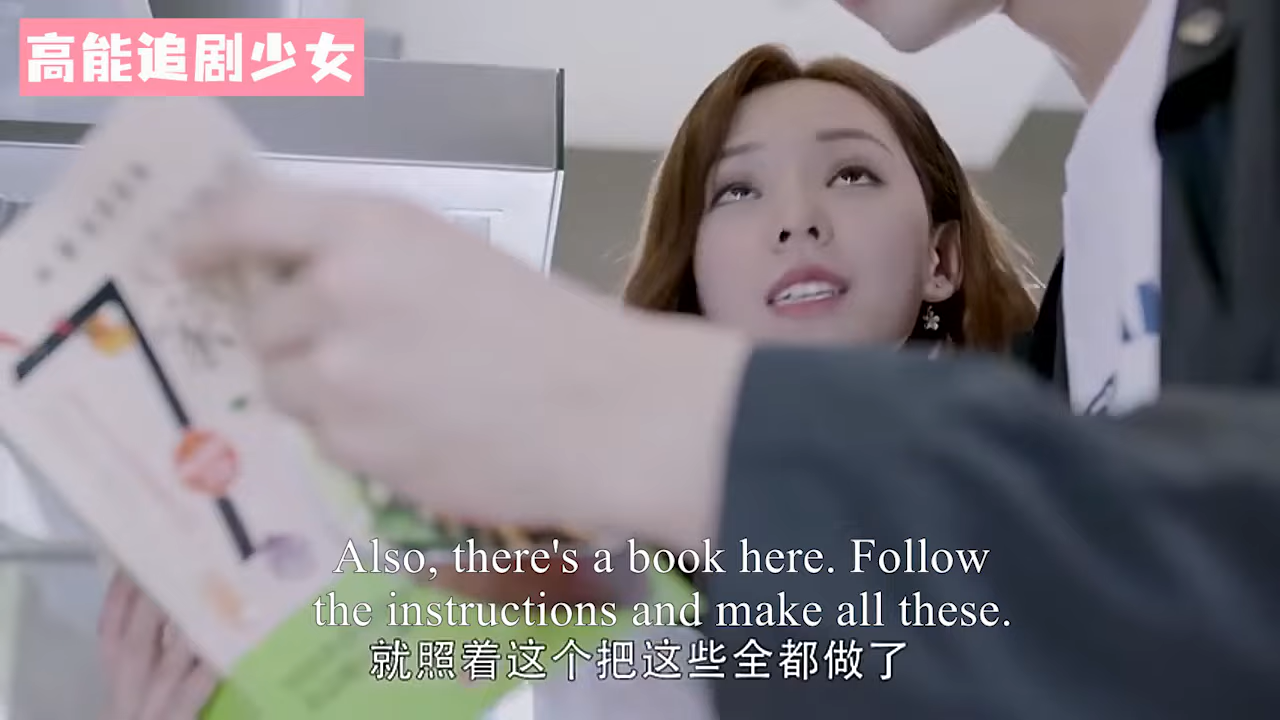 高能追剧少女
Also, there's a book here. Follow
the instructions and make all these.
就照着这个把这些全都做了